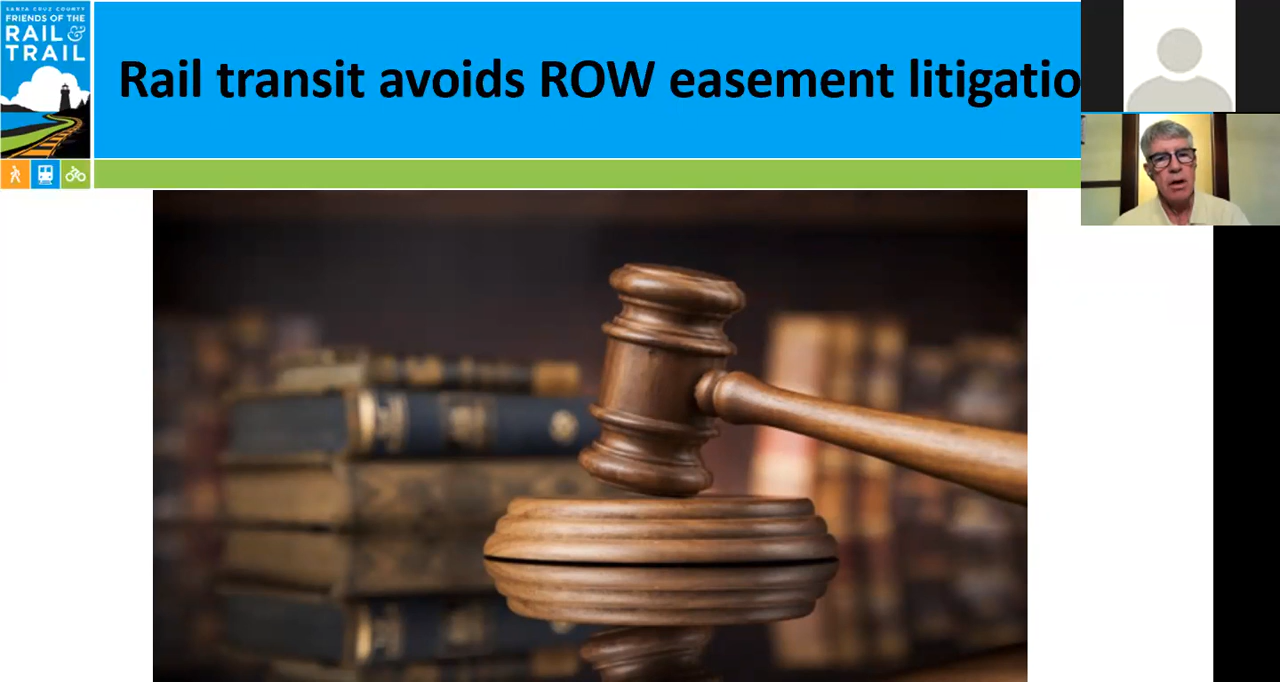 SANTA CRUZ COUNTY
FRIENDS OF THE
RAIL &
TRAIL
Rail transit avoids ROW easement litigatio